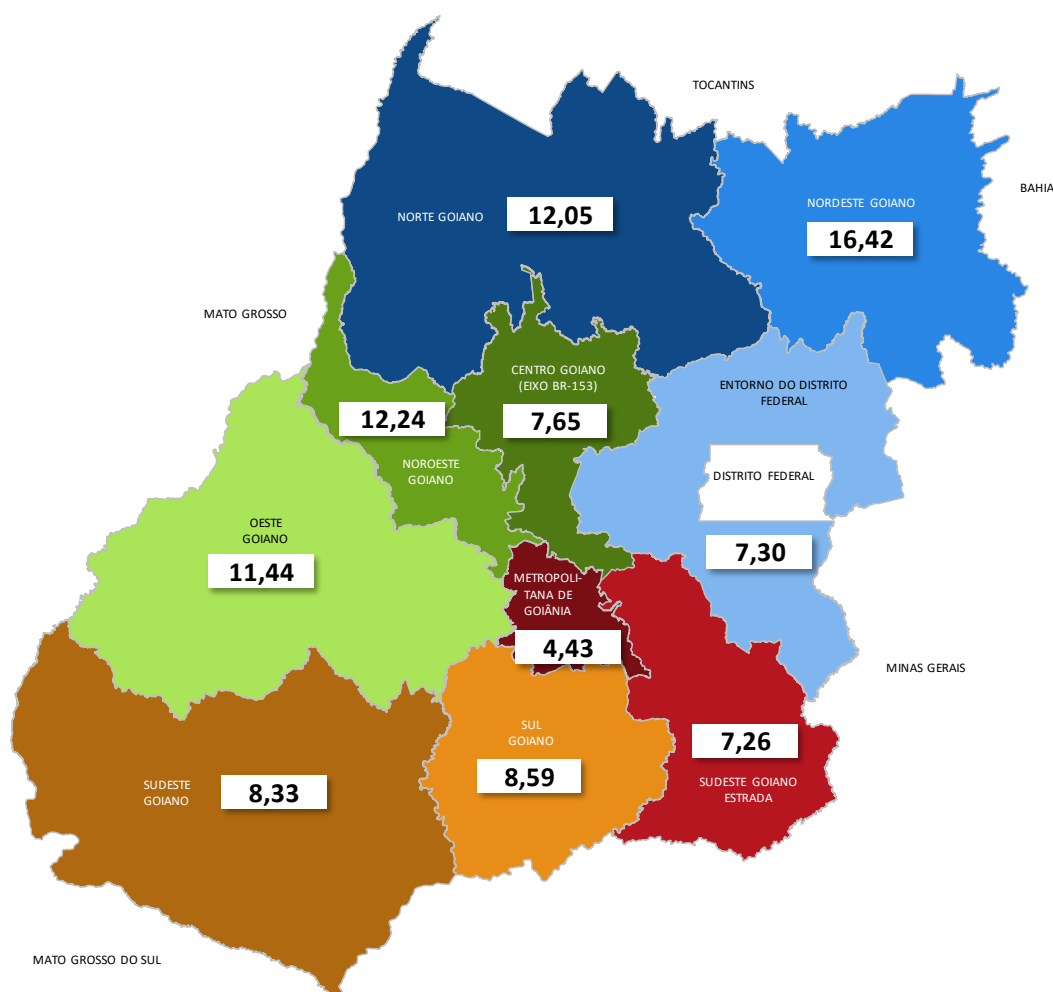 TOCANTINS
BAHIA
NORTE GOIANO
12,05
NORDESTE GOIANO
16,42
MATO GROSSO
CENTRO GOIANO
(EIXO BR-153)
7,65
ENTORNO DO DISTRITO
FEDERAL
12,24
NOROESTE
GOIANO
DISTRITO FEDERAL
7,30
OESTE
GOIANO
11,44
METROPOLI-
TANA DE
GOIÂNIA
4,43
MINAS GERAIS
SUL
GOIANO
8,59
7,26
SUDESTE GOIANO
ESTRADA
SUDESTE
GOIANO
8,33
MATO GROSSO DO SUL